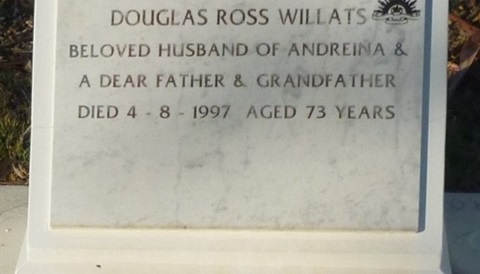 DOUGLAS ROSS WILLATS
BELOVED HUSBAND OF ANDREINA &
A DEAR FATHER & GRANDFATHER
DIED 4 - 8 - 1997 AGED 73 YEARS